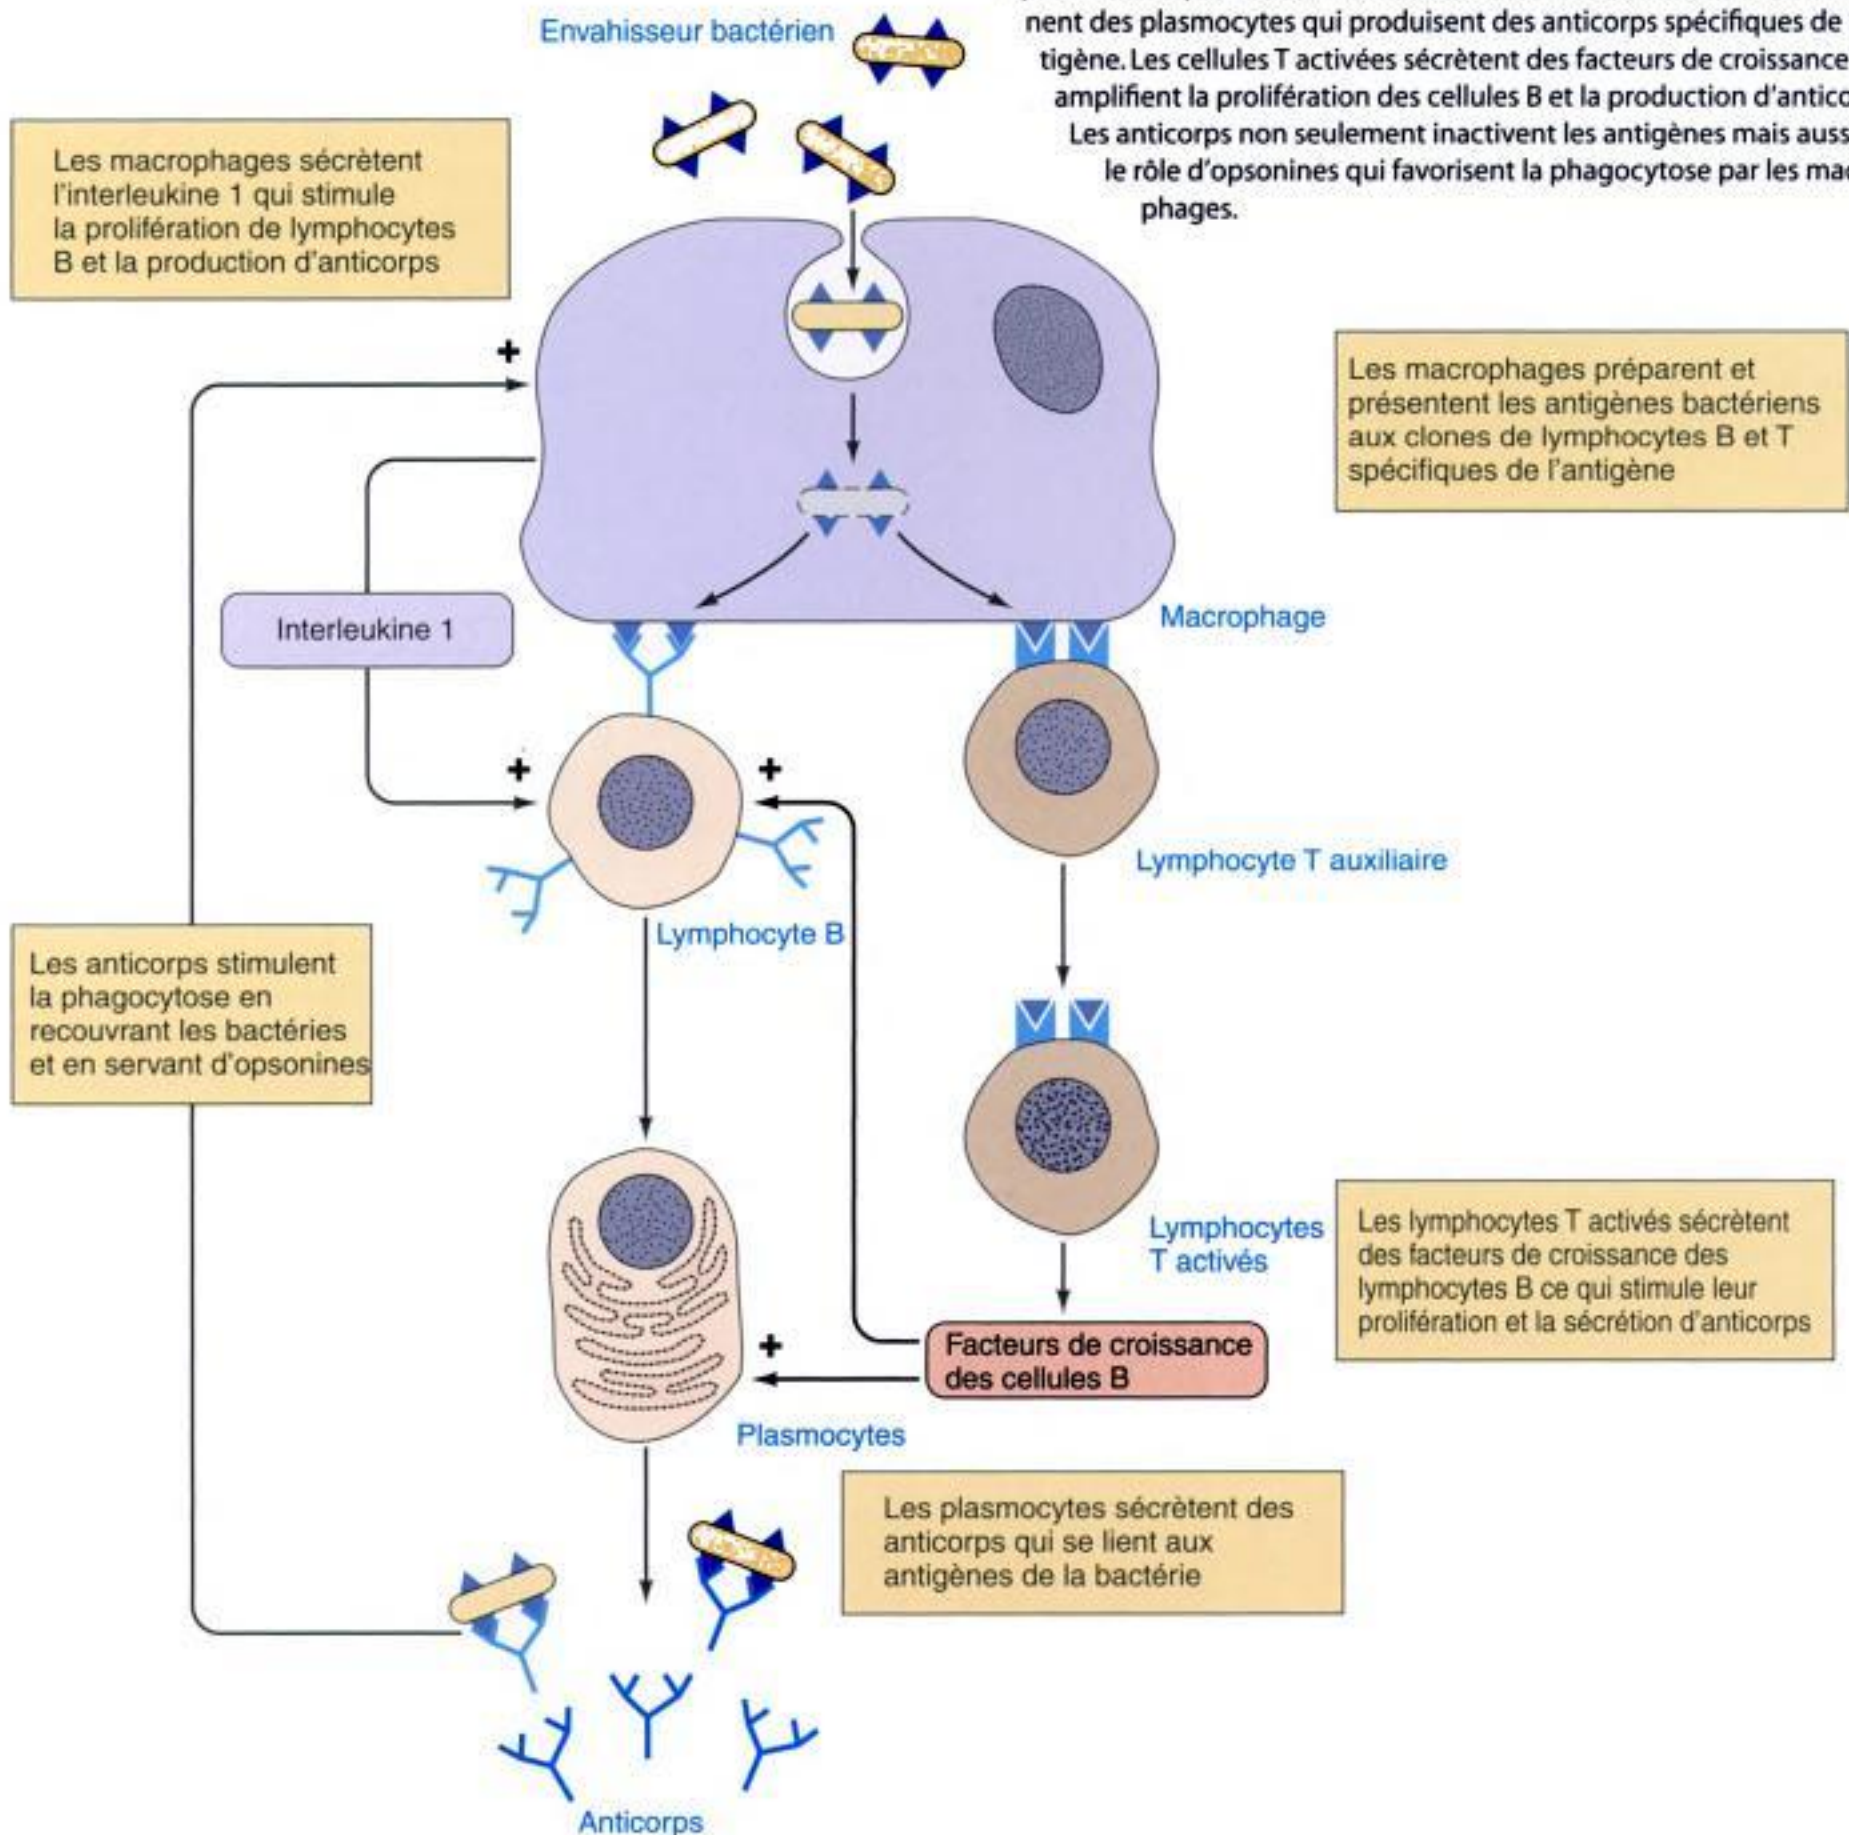 nent des plasmocytes qui produisent des anticorps spécifiques de
tigène. Les cellules T activées sécrètent des facteurs de croissance
amplifient la prolifération des cellules B et la production d'antico
Les anticorps non seulement inactivent les antigènes mais auss
le rôle d'opsonines qui favorisent la phagocytose par les mac
phages.
Envahisseur bactérien
Les macrophages sécrètent
l'interleukine 1 qui stimule
la prolifération de lymphocytes
B et la production d'anticorps
+
Les macrophages préparent et
présentent les antigènes bactériens
aux clones de lymphocytes B et T
spécifiques de l'antigène
Interleukine 1
Macrophage
+
+
Lymphocyte T auxiliaire
Lymphocyte B
Les anticorps stimulent
la phagocytose en
recouvrant les bactéries
et en servant d'opsonines
Lymphocytes
T activés
Les lymphocytes T activés sécrètent
des facteurs de croissance des
lymphocytes B ce qui stimule leur
prolifération et la sécrétion d'anticorps
+
Facteurs de croissance
des cellules B
Plasmocytes
Les plasmocytes sécrètent des
anticorps qui se lient aux
antigènes de la bactérie
Anticorps